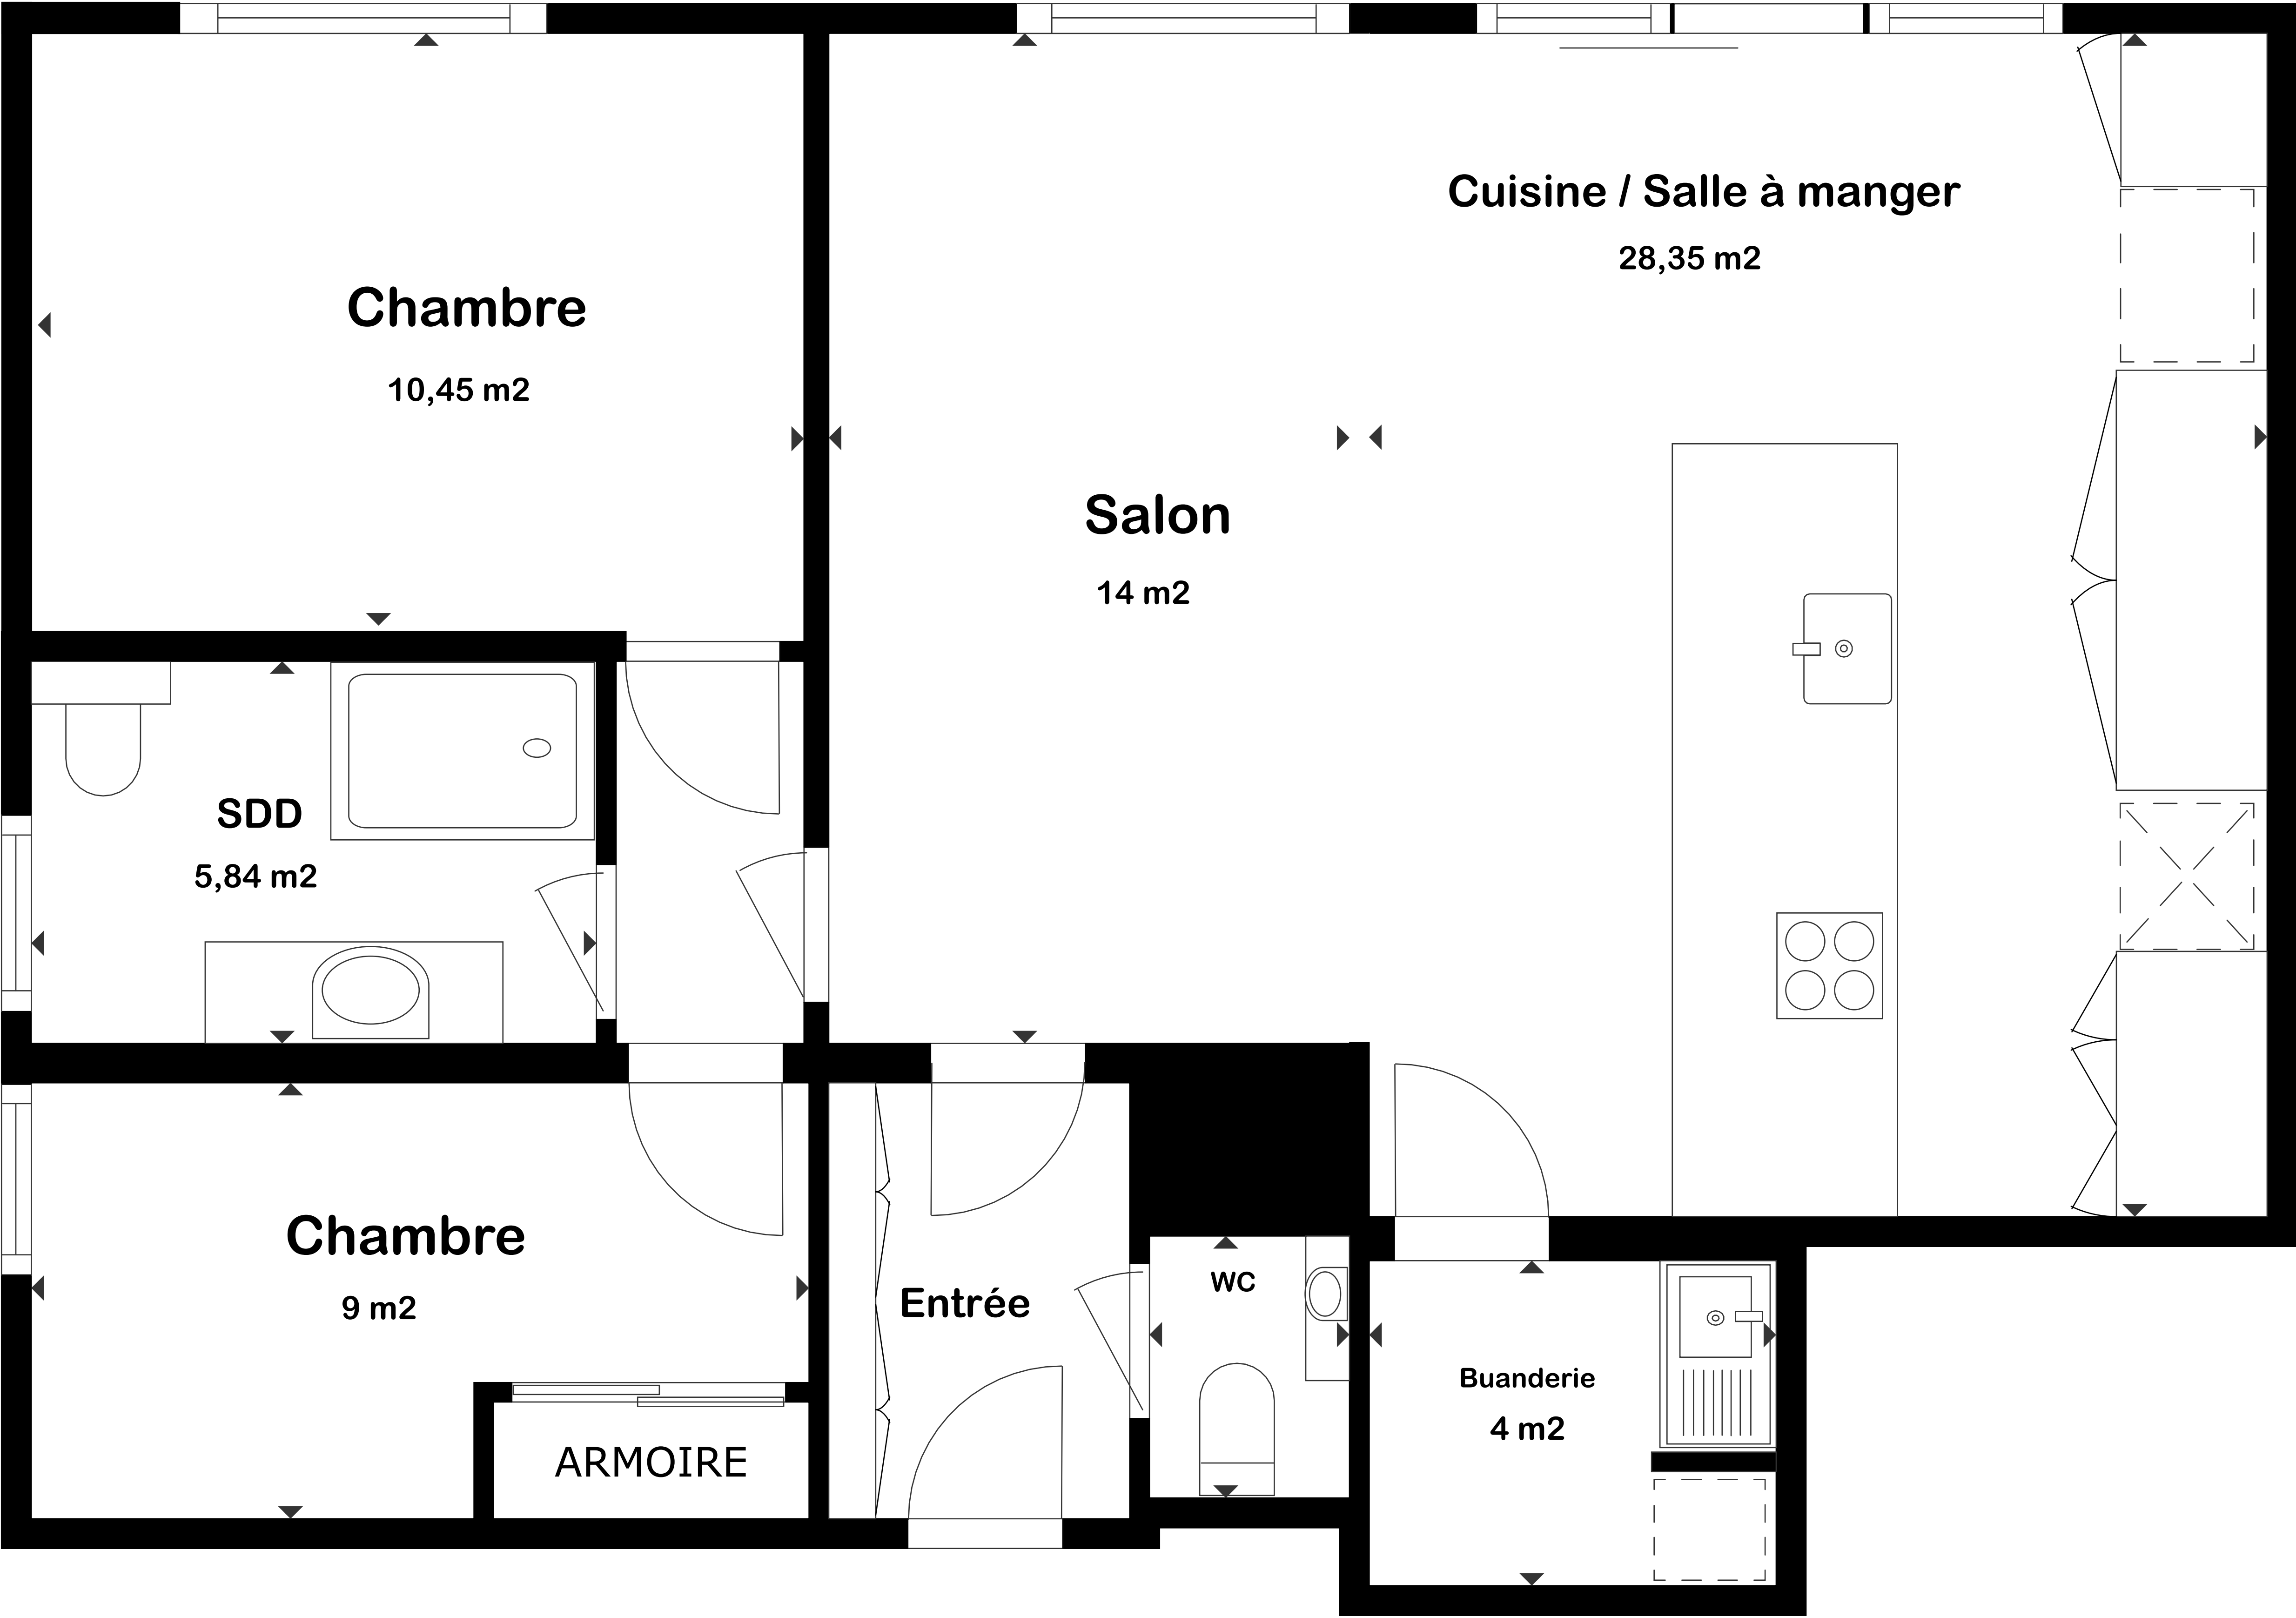 Cuisine / Salle à manger
28,35 m2
Chambre
10,45 m2
Salon
14 m2
SDD
5,84 m2
Chambre
9 m2
Entrée
WC
Buanderie
4 m2
ARMOIRE